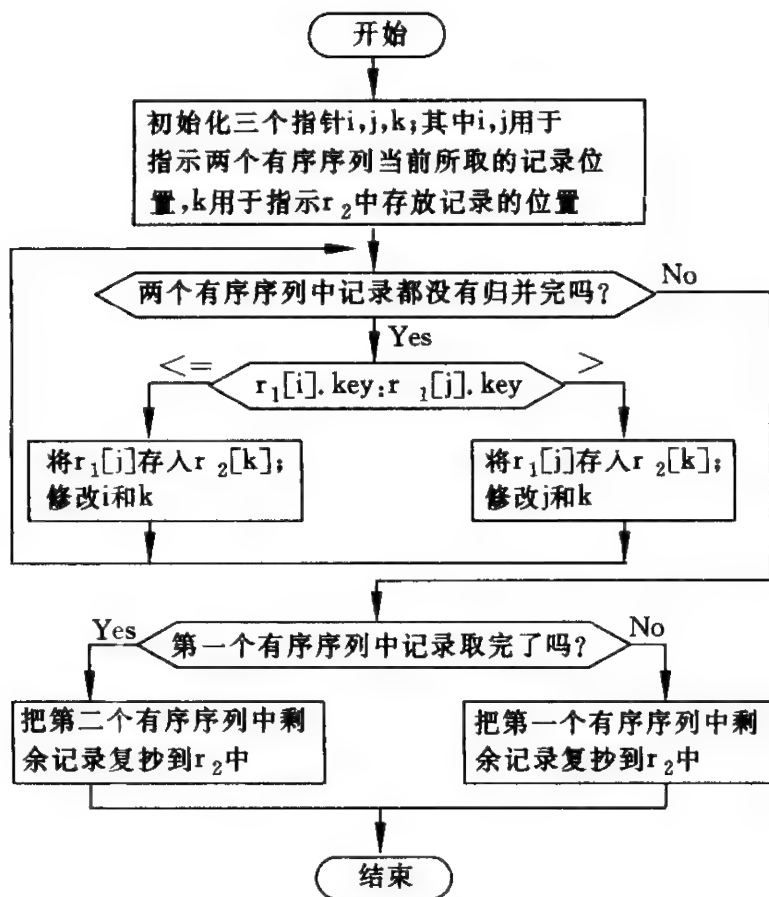 开始
初始化三个指针i,j,k;其中i,j用于
指示两个有序序列当前所取的记录位
置,k用于指示r₂中存放记录的位置
两个有序序列中记录都没有归并完吗?
No
Yes
<=
r₁[i].key:r ₁[j].key
>
将r₁[j]存入r ₂[k];
修改i和k
将r₁[j]存入r ₂[k];
修改j和k
Yes
第一个有序序列中记录取完了吗?
No
把第二个有序序列中剩
余记录复抄到r₂中
把第一个有序序列中剩
余记录复抄到r₂中
结束